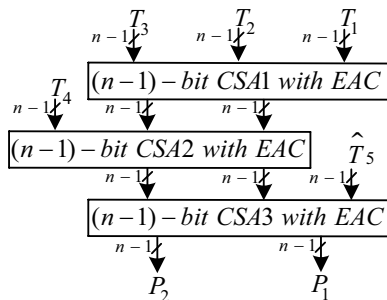 T₃ T₂ T₁
n−1 n−1 n−1
(n−1)−bit CSA1 with EAC
T₄
n−1 n−1 n−1
(n−1)−bit CSA2 with EAC
T̂₅
n−1 n−1 n−1
(n−1)−bit CSA3 with EAC
n−1 n−1
P₂ P₁